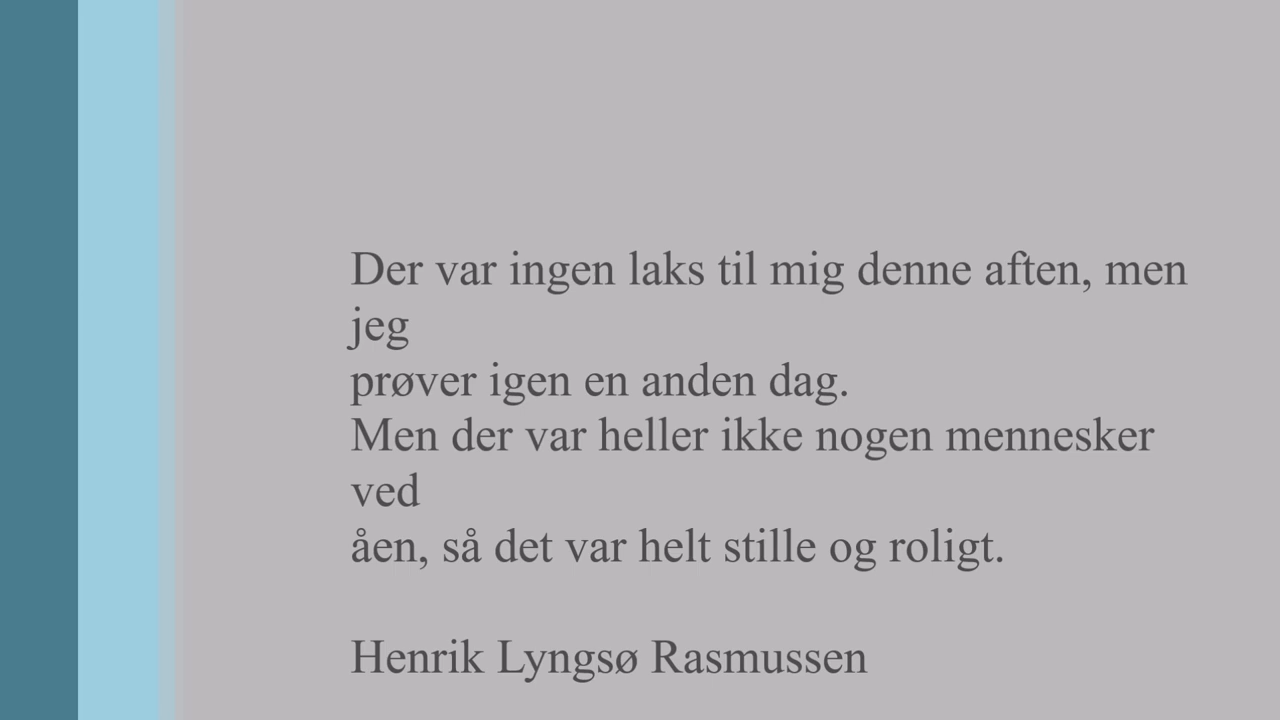 Der var ingen laks til mig denne aften, men
jeg
prøver igen en anden dag.
Men der var heller ikke nogen mennesker
ved
åen, så det var helt stille og roligt.
Henrik Lyngsø Rasmussen